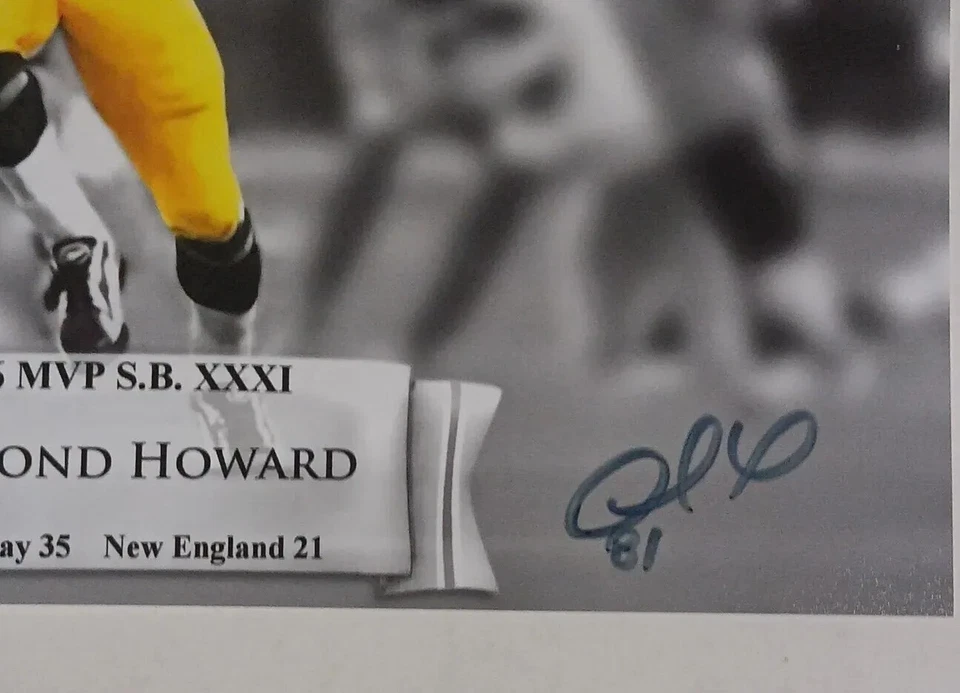 MVP S.B. XXXI
OND HOWARD
ay 35 New England 21
81